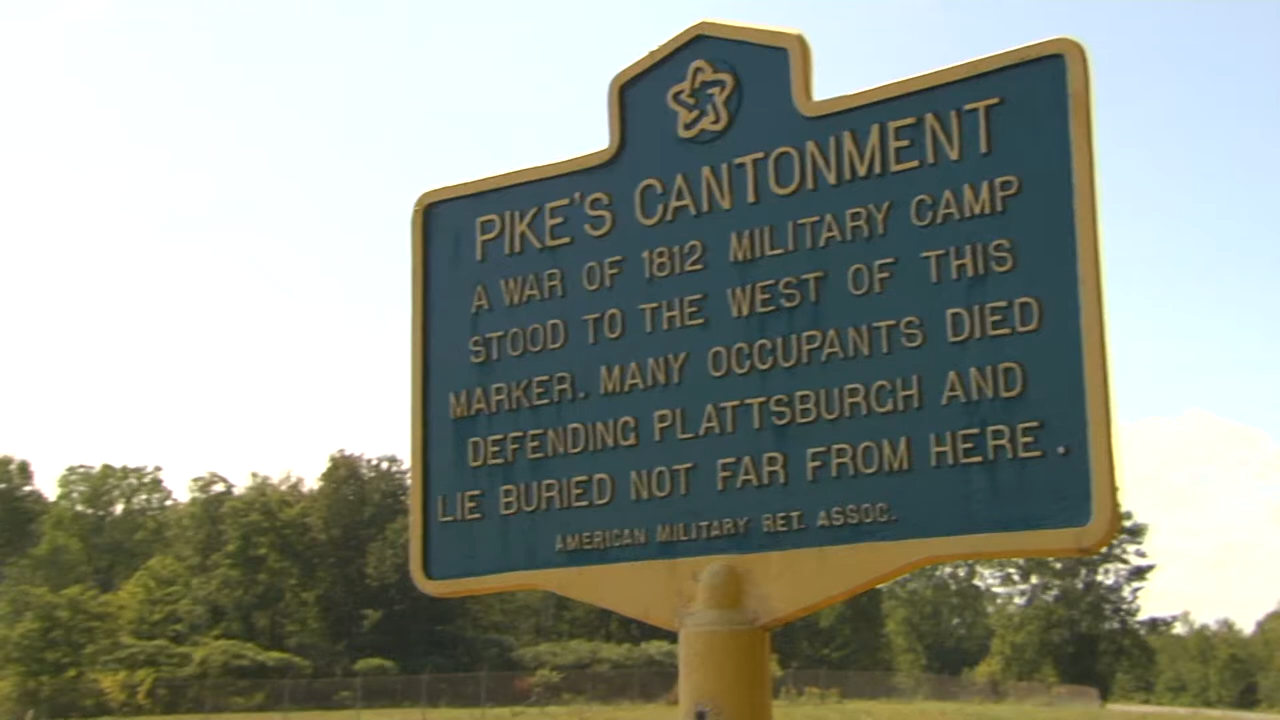 PIKE'S CANTONMENT
A WAR OF 1812 MILITARY CAMP
STOOD TO THE WEST OF THIS
MARKER. MANY OCCUPANTS DIED
DEFENDING PLATTSBURGH AND
LIE BURIED NOT FAR FROM HERE.
AMERICAN MILITARY RET. ASSOC.